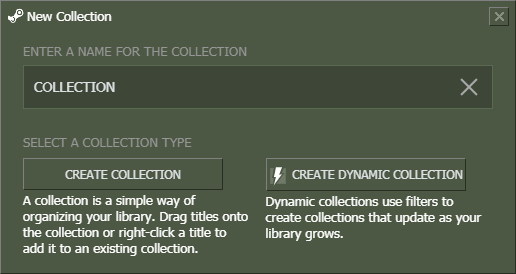 New Collection
ENTER A NAME FOR THE COLLECTION
COLLECTION
SELECT A COLLECTION TYPE
CREATE COLLECTION
A collection is a simple way of
organizing your library. Drag titles onto
the collection or right-click a title to
add it to an existing collection.
CREATE DYNAMIC COLLECTION
Dynamic collections use filters to
create collections that update as your
library grows.